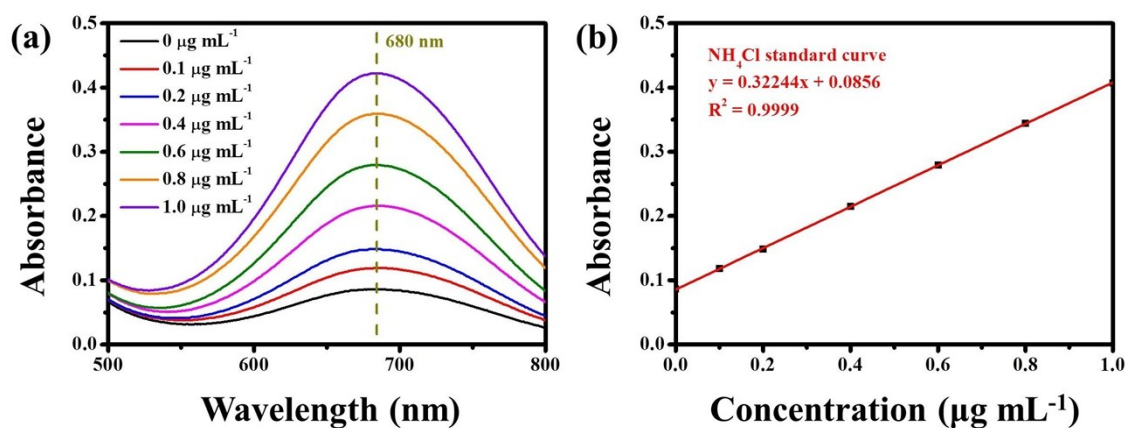 (a)
0 μg mL⁻¹
0.1 μg mL⁻¹
0.2 μg mL⁻¹
0.4 μg mL⁻¹
0.6 μg mL⁻¹
0.8 μg mL⁻¹
1.0 μg mL⁻¹
680 nm
0.5
0.4
0.3
0.2
0.1
0.0
500
600
700
800
Absorbance
Wavelength (nm)
(b)
NH₄Cl standard curve
y = 0.32244x + 0.0856
R² = 0.9999
0.5
0.4
0.3
0.2
0.1
0.0
0.0
0.2
0.4
0.6
0.8
1.0
Absorbance
Concentration (μg mL⁻¹)